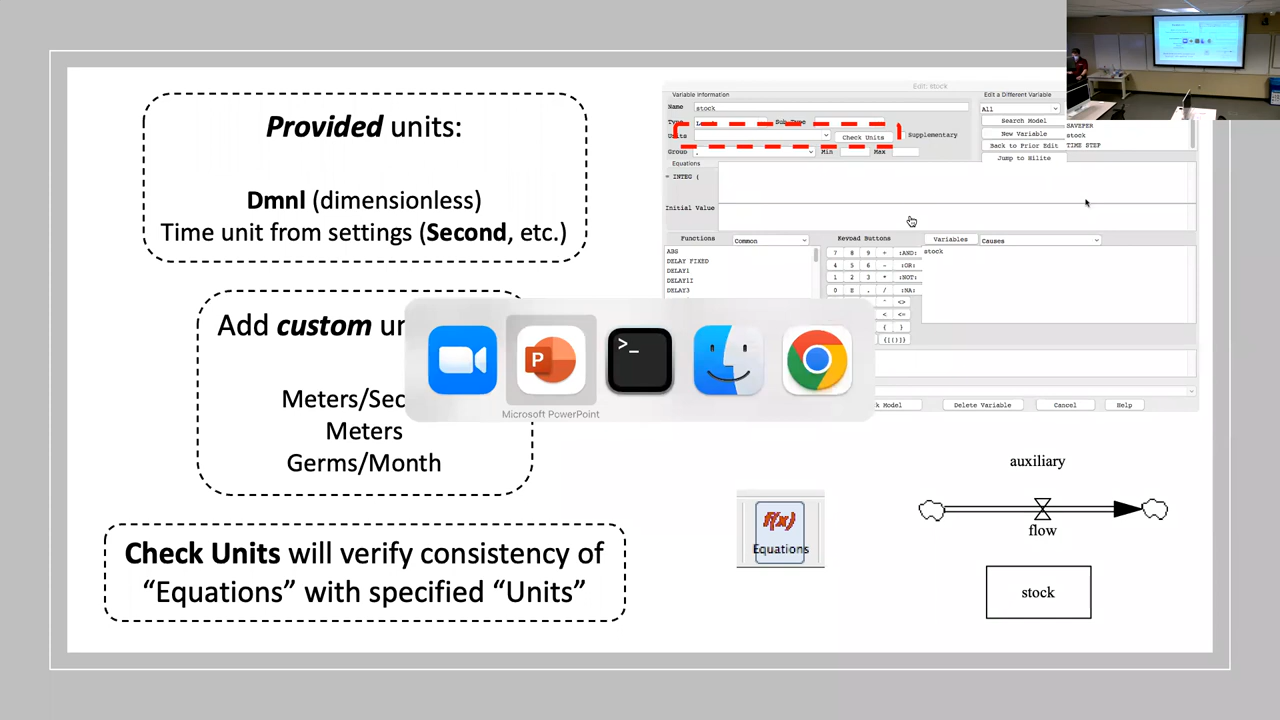 Provided units:
Dmnl (dimensionless)
Time unit from settings (Second, etc.)
Add custom un
Meters/Sec
Meters
Germs/Month
Check Units will verify consistency of
“Equations” with specified “Units”
Edit: stock
Variable Information
Edit a Different Variable
Name
stock
All
Type
Sub-Type
Search Model
SAVEPER
Units
Check Units
Supplementary
New Variable
stock
Group
Min
Max
Back to Prior Edit
TIME STEP
Jump to Hilite
Equations
= INTEG (
Initial Value
Functions
Common
Keypad Buttons
Variables
Causes
ABS
DELAY FIXED
DELAY1
DELAY1I
DELAY3
7 8 9 + :AND:
4 5 6 - :OR:
1 2 3 * :NOT:
0 E . / :NA:
^ <>
< <=
{ }
{[()]}
stock
k Model
Delete Variable
Cancel
Help
Microsoft PowerPoint
P
>_
f(x)
Equations
auxiliary
flow
stock